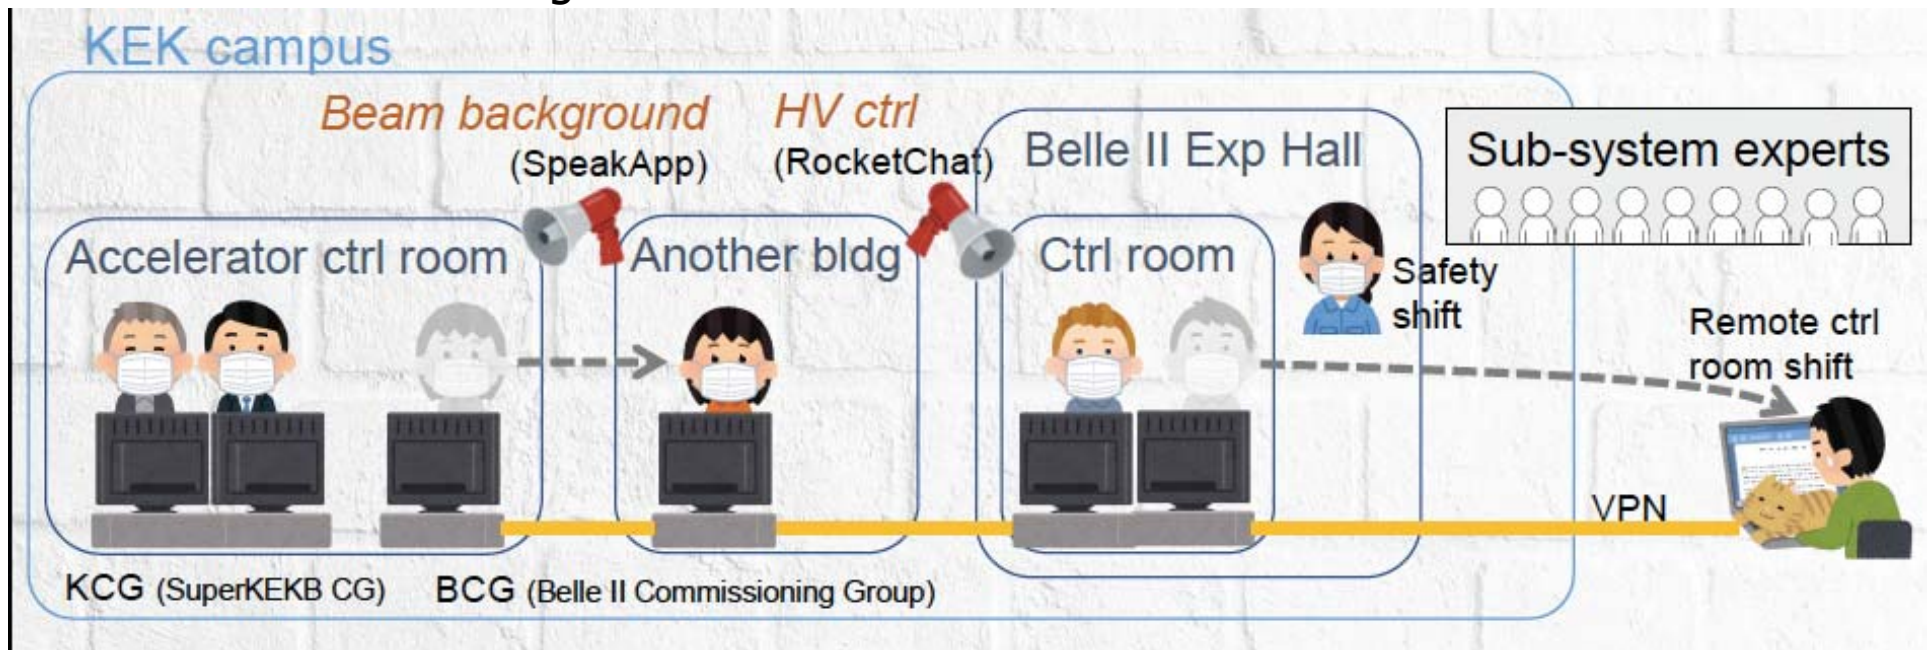 KEK campus
Beam background
(SpeakApp)
HV ctrl
(RocketChat)
Belle II Exp Hall
Sub-system experts
Accelerator ctrl room
Another bldg
Ctrl room
Safety
shift
Remote ctrl
room shift
VPN
KCG (SuperKEKB CG)
BCG (Belle II Commissioning Group)